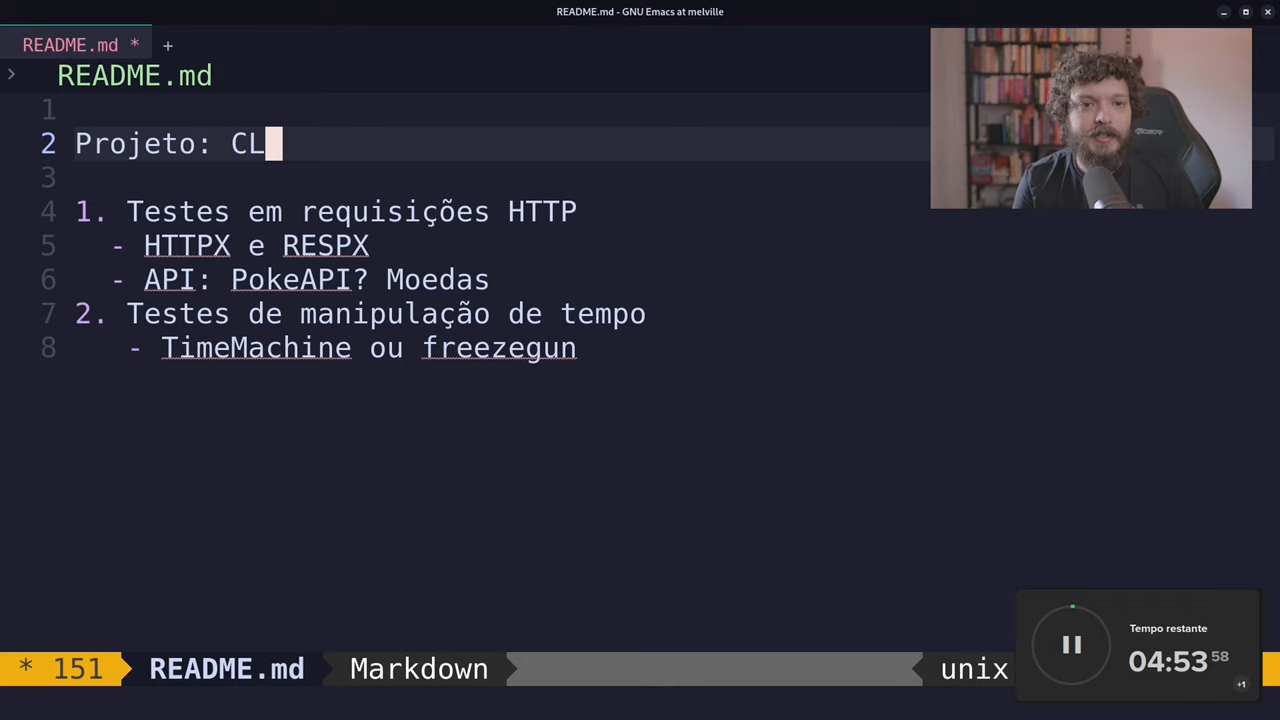 README.md - GNU Emacs at melville
README.md * +
> README.md
1
2 Projeto: CL
3
4 1. Testes em requisições HTTP
5 - HTTPX e RESPX
6 - API: PokeAPI? Moedas
7 2. Testes de manipulação de tempo
8 - TimeMachine ou freezegun
Tempo restante
04:53 58
+1
* 151 README.md Markdown unix